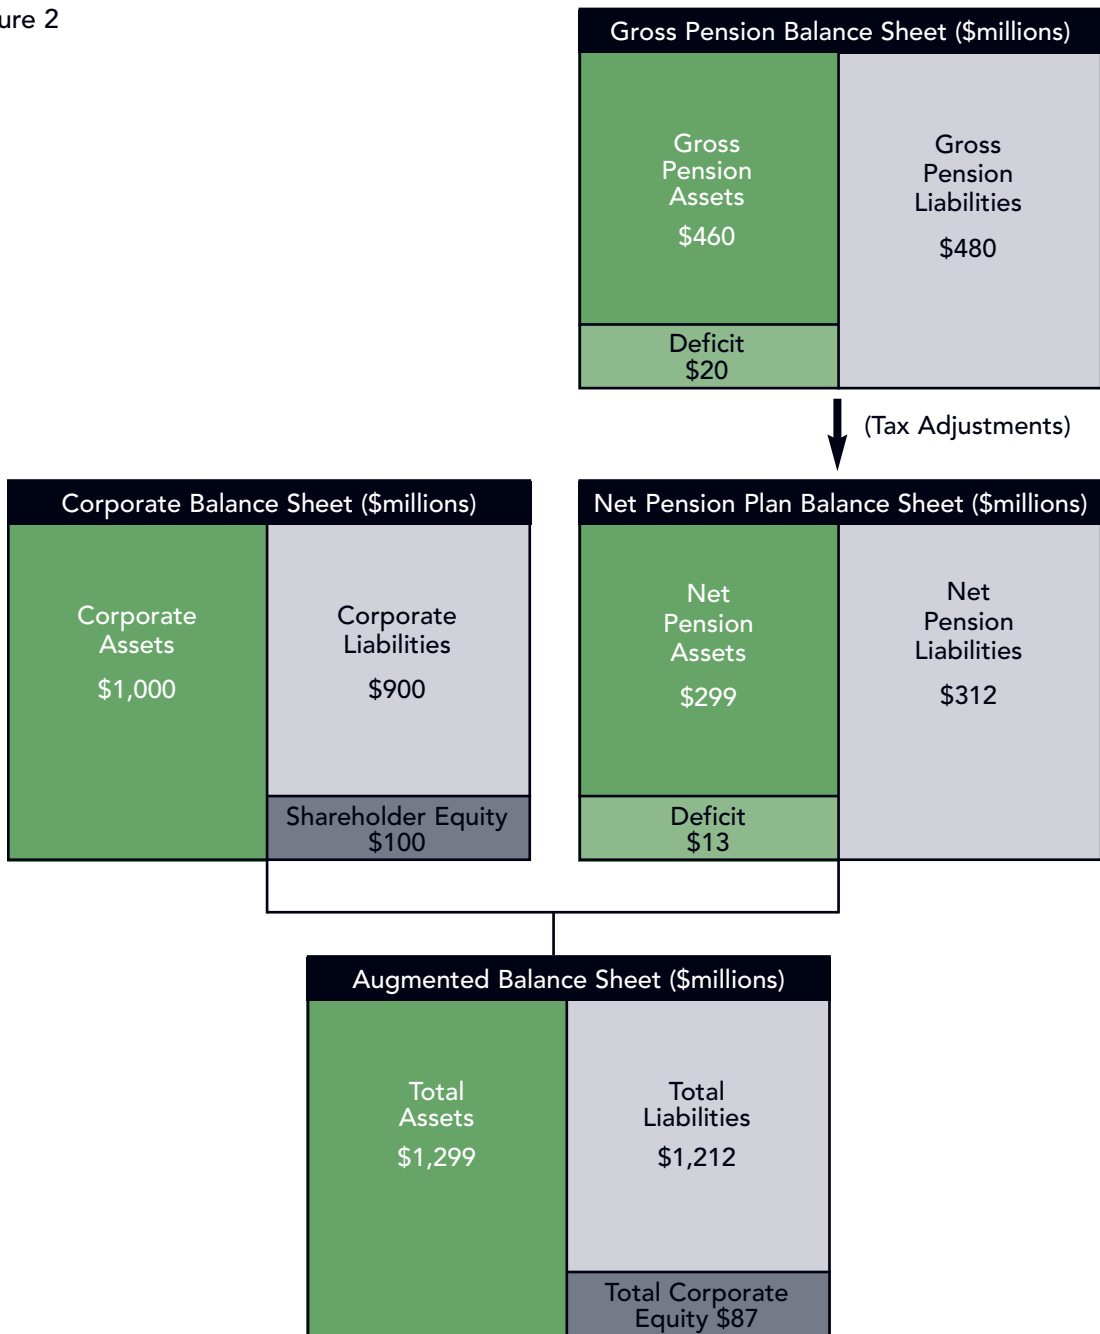 ure 2
Gross Pension Balance Sheet ($millions)
Gross
Pension
Assets
$460
Gross
Pension
Liabilities
$480
Deficit
$20
(Tax Adjustments)
Corporate Balance Sheet ($millions)
Corporate
Assets
$1,000
Corporate
Liabilities
$900
Shareholder Equity
$100
Net Pension Plan Balance Sheet ($millions)
Net
Pension
Assets
$299
Net
Pension
Liabilities
$312
Deficit
$13
Augmented Balance Sheet ($millions)
Total
Assets
$1,299
Total
Liabilities
$1,212
Total Corporate
Equity $87